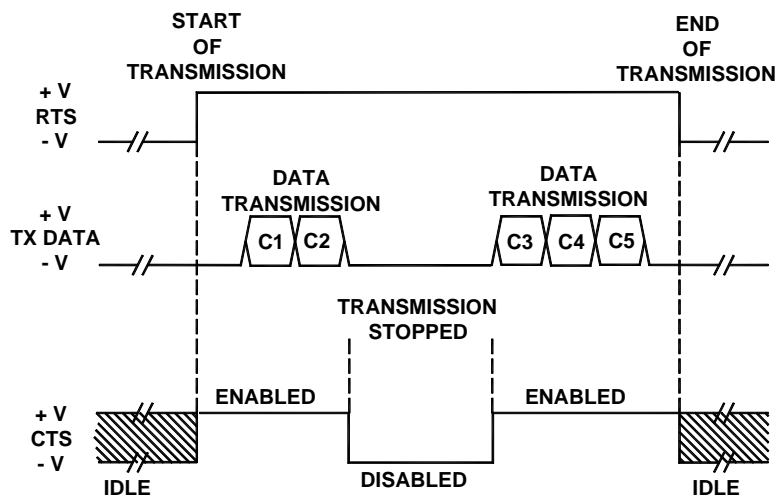 START
OF
TRANSMISSION
END
OF
TRANSMISSION
+ V
RTS
- V
DATA
TRANSMISSION
DATA
TRANSMISSION
+ V
TX DATA
- V
C1
C2
C3
C4
C5
TRANSMISSION
STOPPED
ENABLED
ENABLED
+ V
CTS
- V
IDLE
DISABLED
IDLE